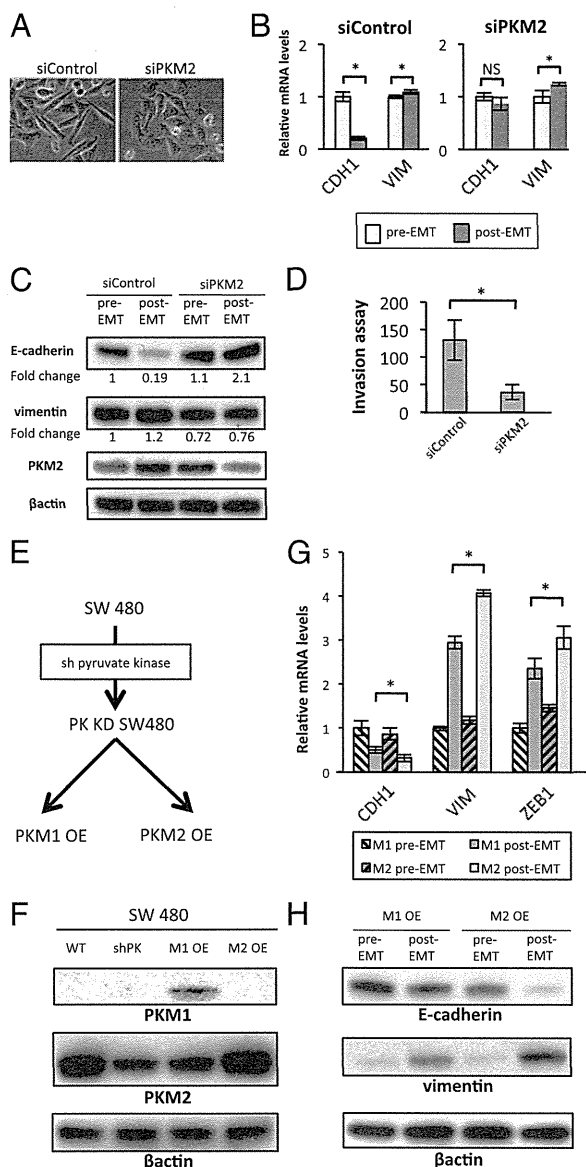 A
siControl siPKM2
B
siControl siPKM2
Relative mRNA levels
2 2
1 1
0 0
* * NS *
CDH1 VIM CDH1 VIM
pre-EMT post-EMT
C
siControl siPKM2
pre-EMT post-EMT pre-EMT post-EMT
E-cadherin
Fold change 1 0.19 1.1 2.1
vimentin
Fold change 1 1.2 0.72 0.76
PKM2
βactin
D
Invasion assay
200
150
100
50
0
*
siControl siPKM2
E
SW 480
sh pyruvate kinase
PK KD SW480
PKM1 OE PKM2 OE
F
SW 480
WT shPK M1 OE M2 OE
PKM1
PKM2
βactin
G
Relative mRNA levels
5
4
3
2
1
0
* * *
CDH1 VIM ZEB1
M1 pre-EMT M1 post-EMT
M2 pre-EMT M2 post-EMT
H
M1 OE M2 OE
pre-EMT post-EMT pre-EMT post-EMT
E-cadherin
vimentin
βactin